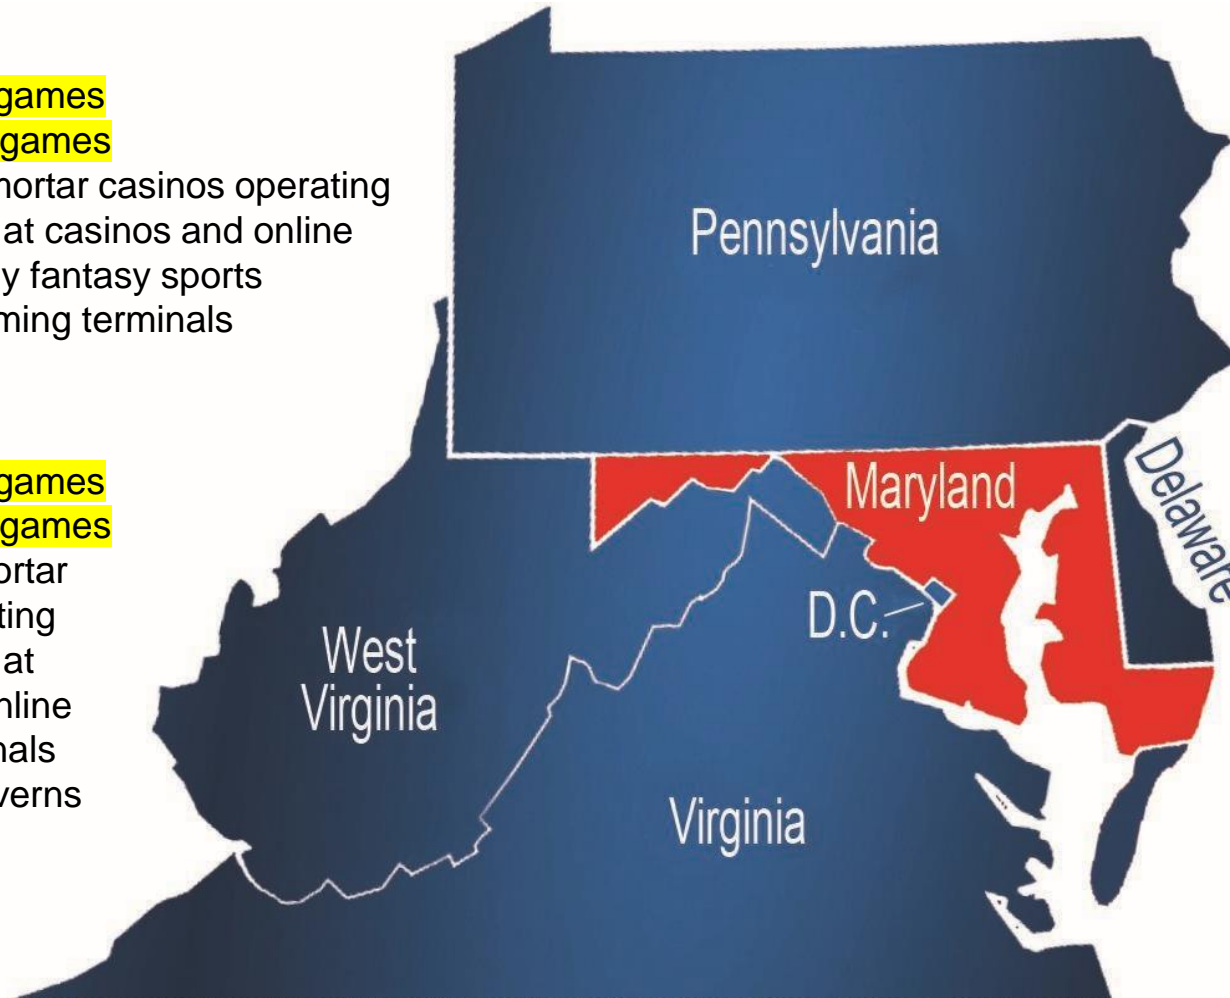 games
games
mortar casinos operating
at casinos and online
y fantasy sports
ming terminals
games
games
ortar
ting
at
nline
nals
verns
Pennsylvania
Maryland
Delaware
D.C.
West
Virginia
Virginia